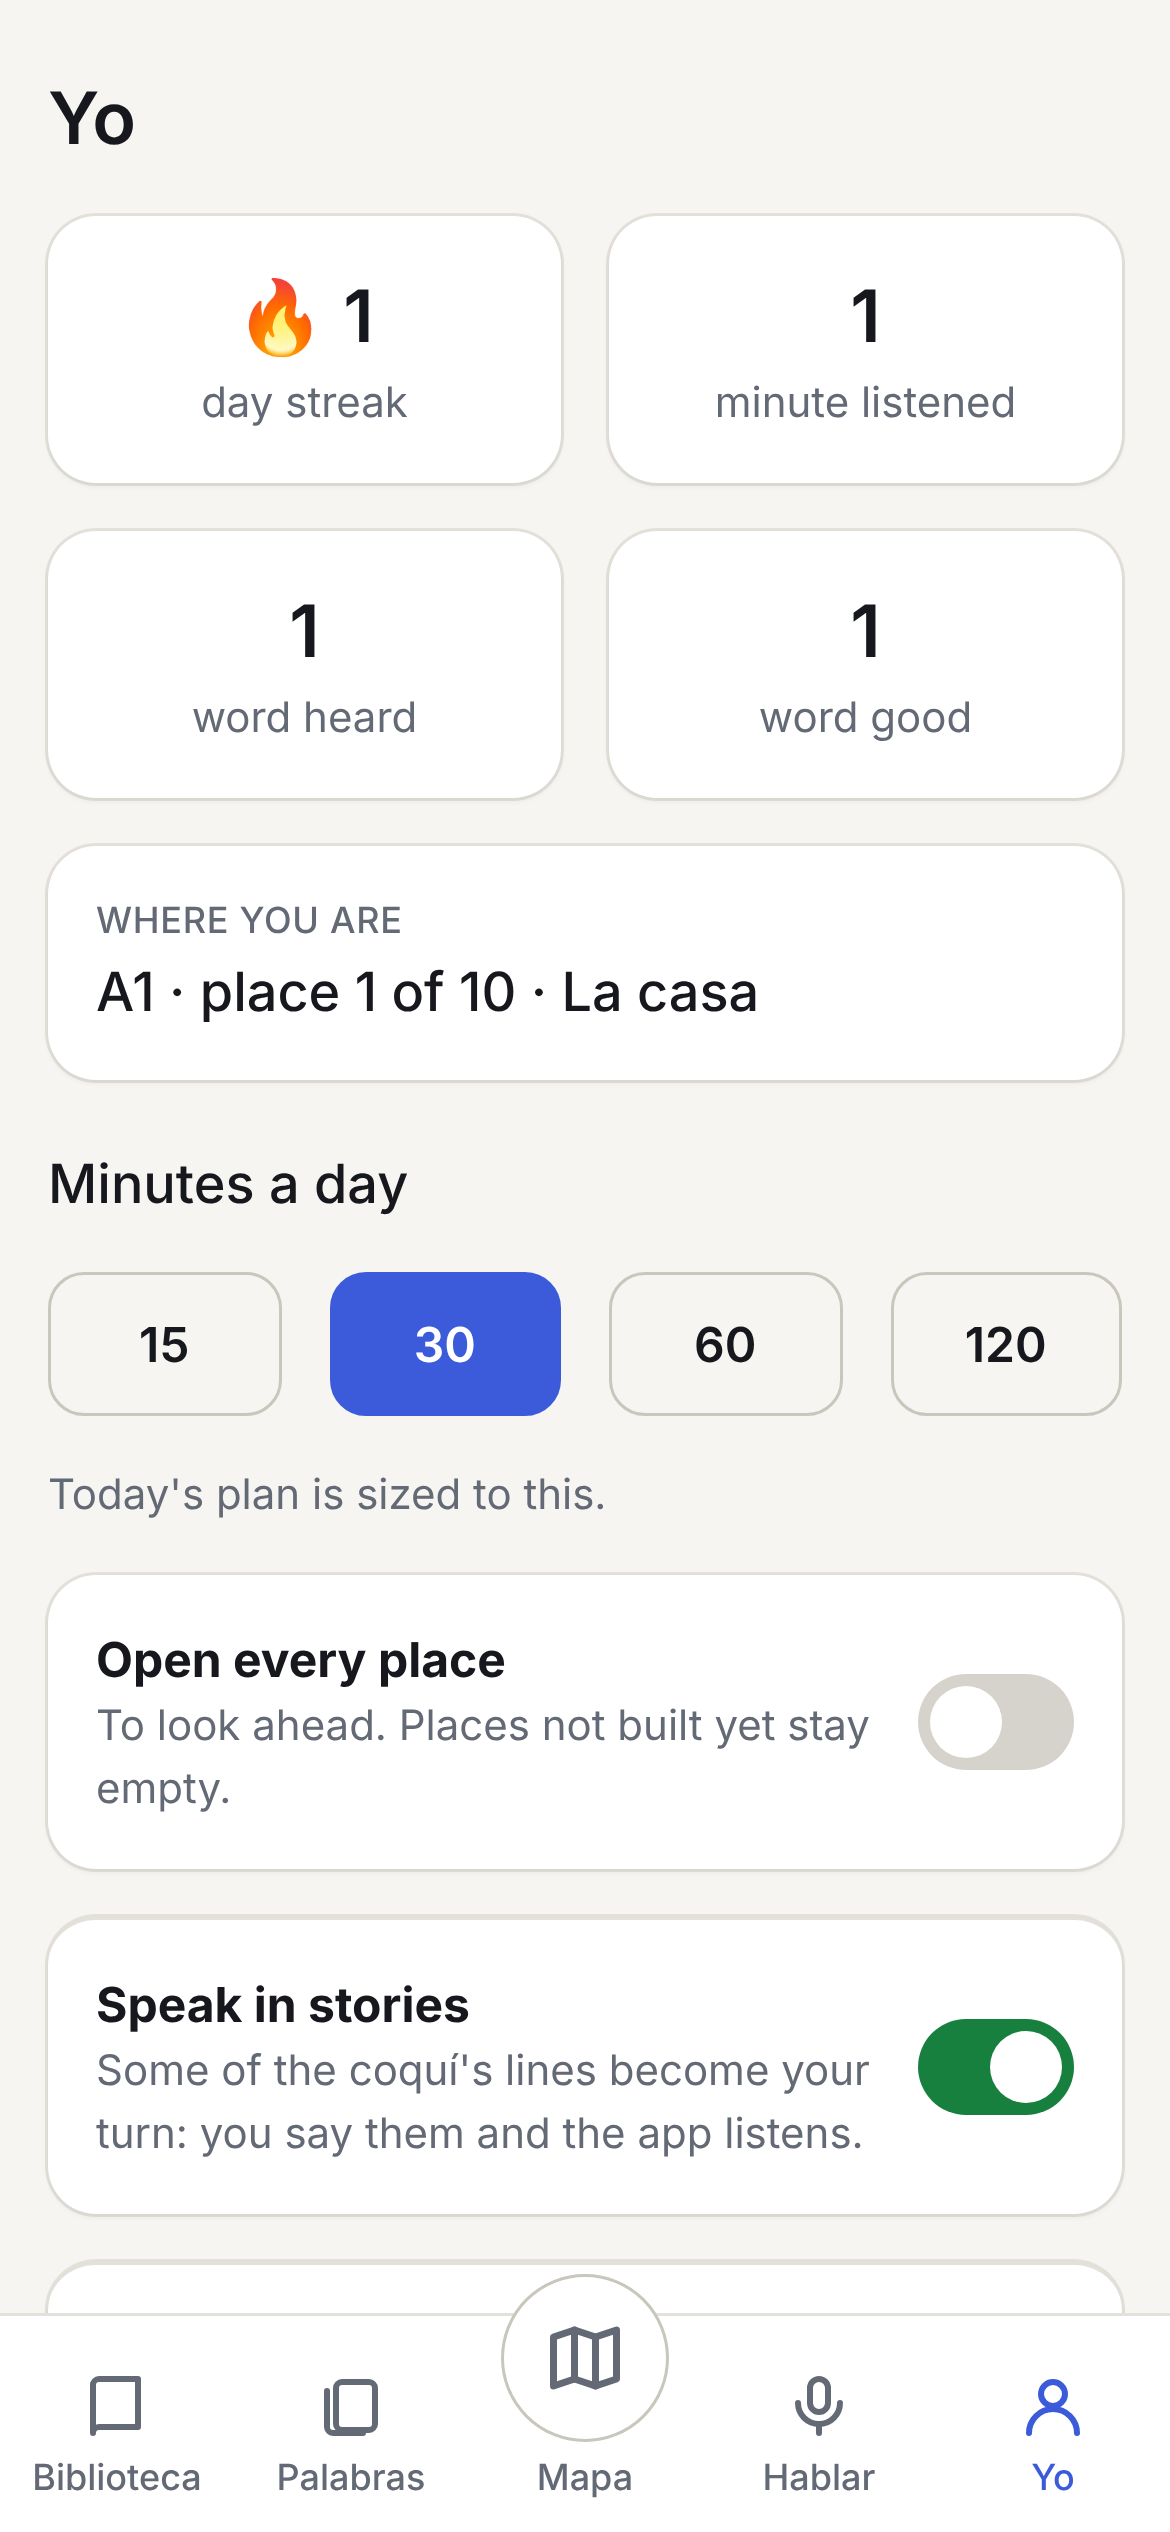 Yo
🔥 1
day streak
1
minute listened
1
word heard
1
word good
WHERE YOU ARE
A1 · place 1 of 10 · La casa
Minutes a day
15
30
60
120
Today's plan is sized to this.
Open every place
To look ahead. Places not built yet stay
empty.
Speak in stories
Some of the coquí's lines become your
turn: you say them and the app listens.
Biblioteca
Palabras
Mapa
Hablar
Yo